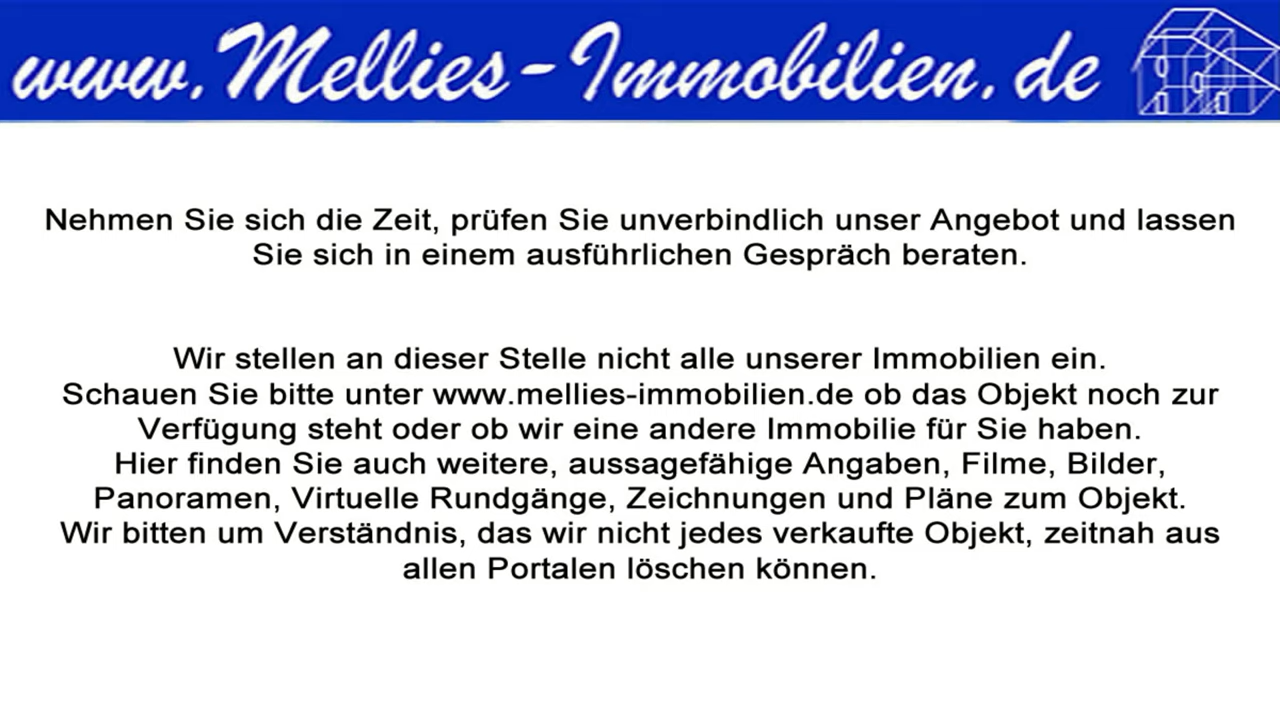 www.Mellies-Immobilien.de
Nehmen Sie sich die Zeit, prüfen Sie unverbindlich unser Angebot und lassen
Sie sich in einem ausführlichen Gespräch beraten.
Wir stellen an dieser Stelle nicht alle unserer Immobilien ein.
Schauen Sie bitte unter www.mellies-immobilien.de ob das Objekt noch zur
Verfügung steht oder ob wir eine andere Immobilie für Sie haben.
Hier finden Sie auch weitere, aussagefähige Angaben, Filme, Bilder,
Panoramen, Virtuelle Rundgänge, Zeichnungen und Pläne zum Objekt.
Wir bitten um Verständnis, das wir nicht jedes verkaufte Objekt, zeitnah aus
allen Portalen löschen können.